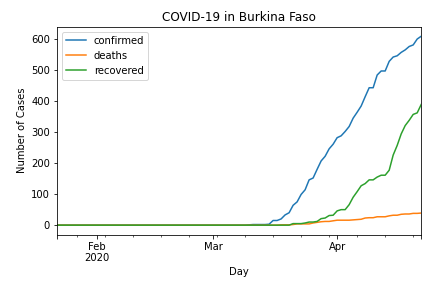 COVID-19 in Burkina Faso
confirmed
deaths
recovered
600
500
400
300
200
100
0
Number of Cases
Feb
2020
Mar
Apr
Day